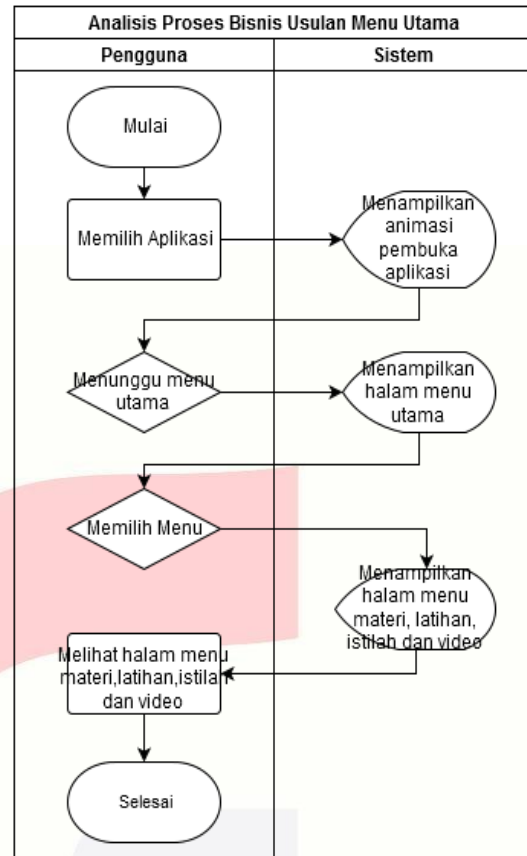 Analisis Proses Bisnis Usulan Menu Utama
Pengguna
Sistem
Mulai
Memilih Aplikasi
Menampilkan
animasi
pembuka
aplikasi
Menunggu menu
utama
Menampilkan
halam menu
utama
Memilih Menu
Menampilkan
halam menu
materi, latihan,
istilah dan video
Melihat halam menu
materi,latihan,istilah
dan video
Selesai